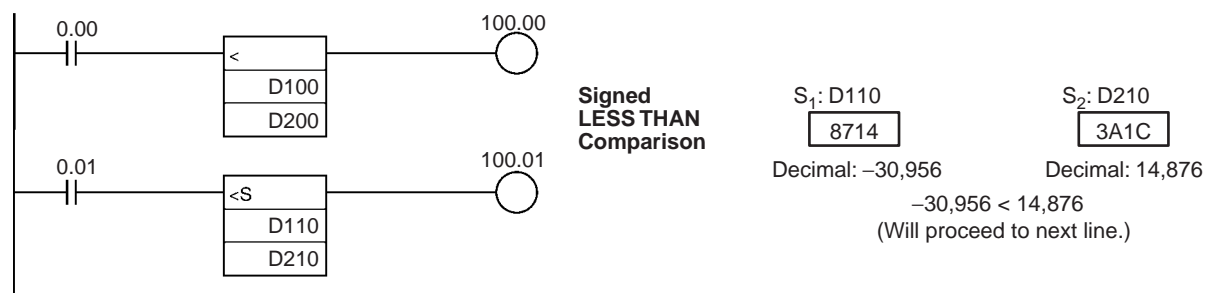 0.00
100.00
<
D100
D200
0.01
100.01
<S
D110
D210
Signed
LESS THAN
Comparison
S1: D110
S2: D210
8714
3A1C
Decimal: −30,956
Decimal: 14,876
−30,956 < 14,876
(Will proceed to next line.)